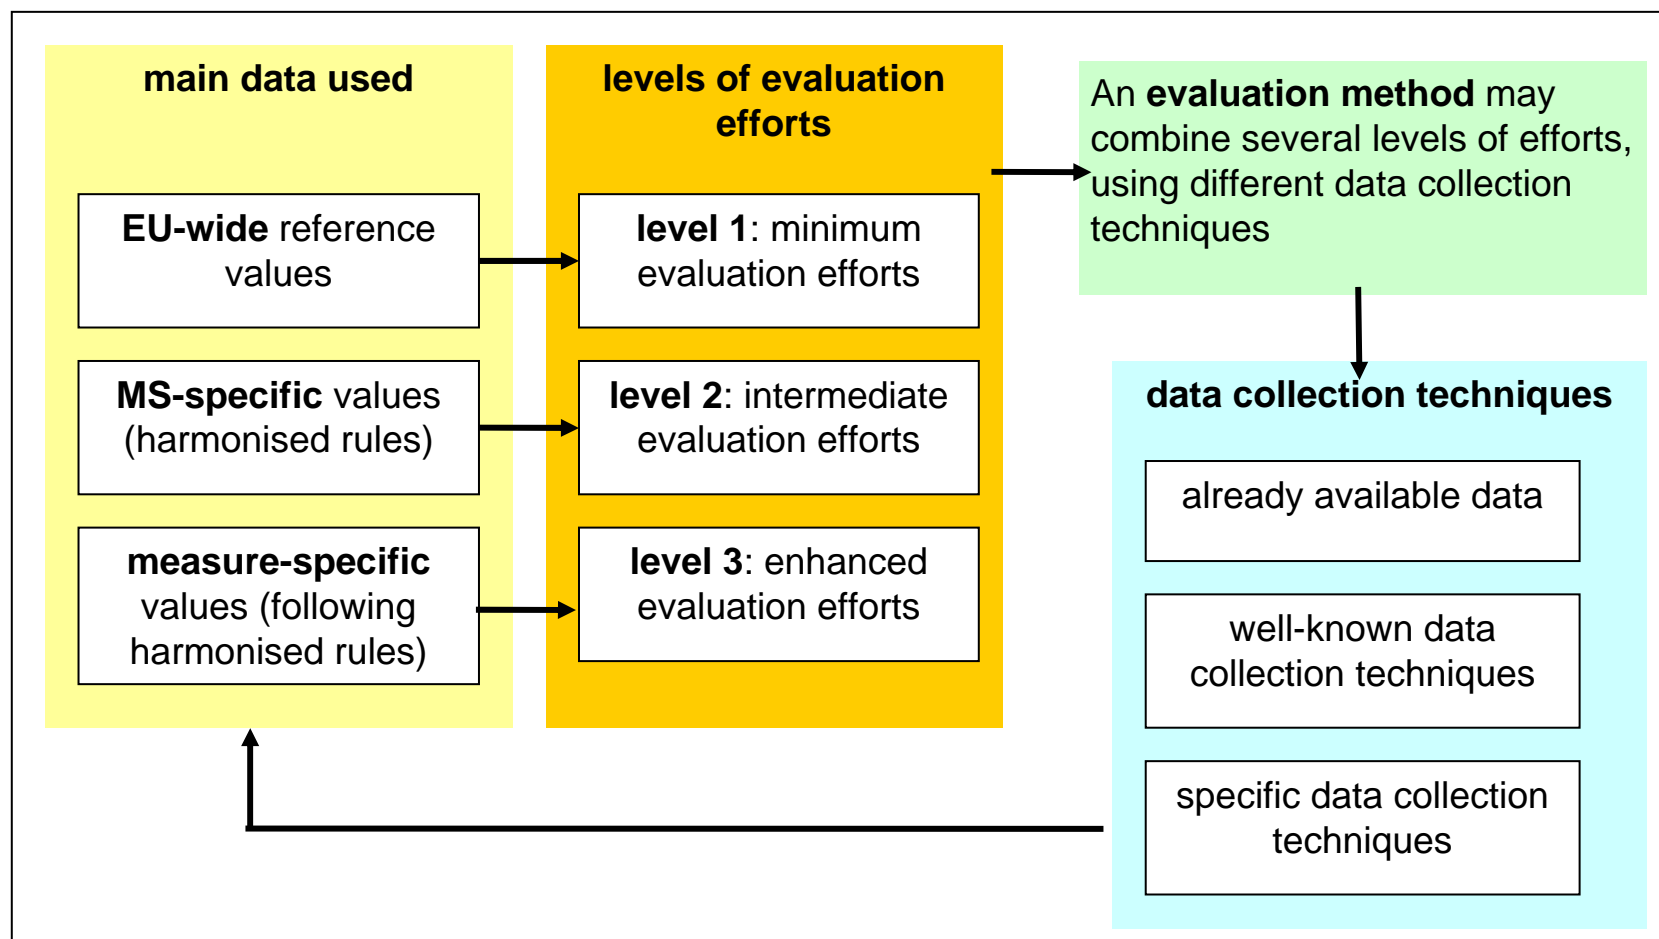 main data used
EU-wide reference
values
MS-specific values
(harmonised rules)
measure-specific
values (following
harmonised rules)
levels of evaluation
efforts
level 1: minimum
evaluation efforts
level 2: intermediate
evaluation efforts
level 3: enhanced
evaluation efforts
An evaluation method may
combine several levels of efforts,
using different data collection
techniques
data collection techniques
already available data
well-known data
collection techniques
specific data collection
techniques